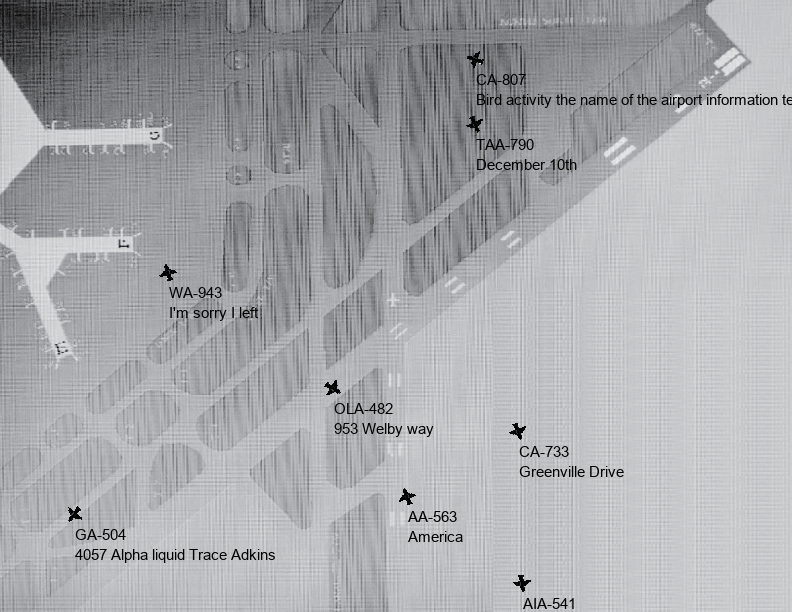 CA-807
Bird activity the name of the airport information te
TAA-790
December 10th
WA-943
I'm sorry I left
OLA-482
953 Welby way
CA-733
Greenville Drive
AA-563
America
GA-504
4057 Alpha liquid Trace Adkins
AIA-541